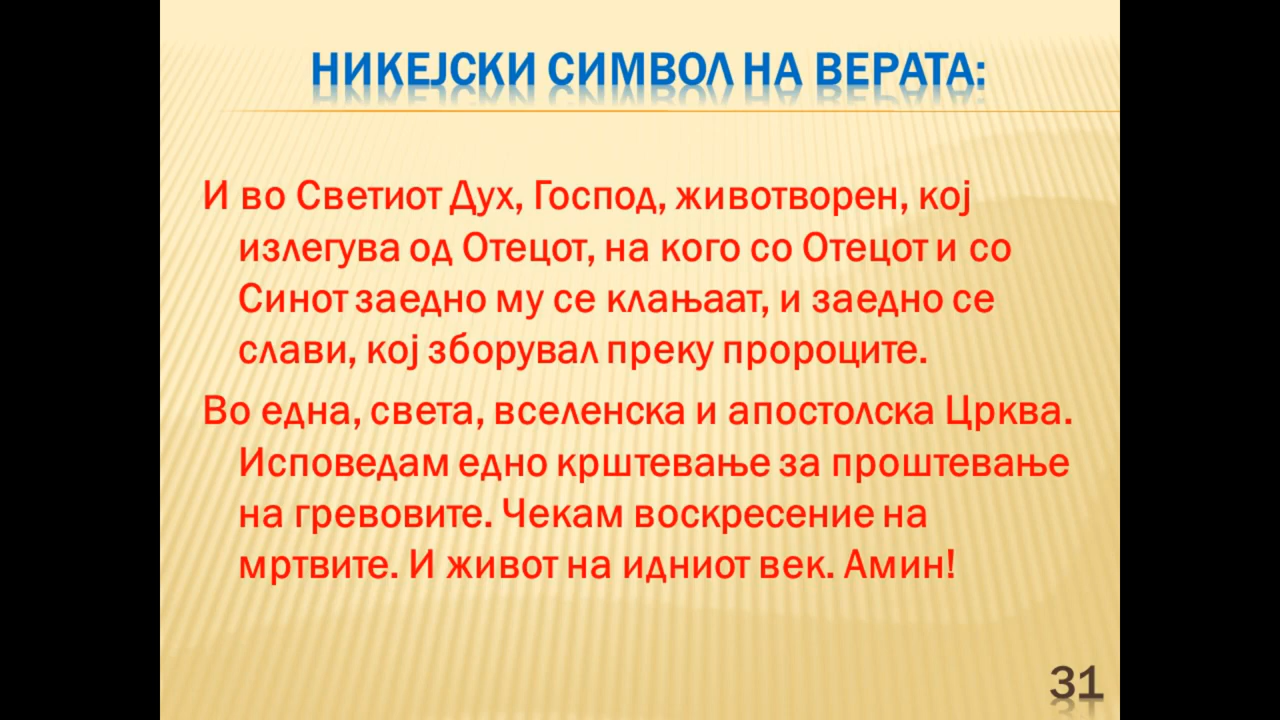 НИКЕЈСКИ СИМВОЛ НА ВЕРАТА:
И во Светиот Дух, Господ, животворен, кој
излегува од Отецот, на кого со Отецот и со
Синот заедно му се клањаат, и заедно се
слави, кој зборувал преку пророците.
Во една, света, вселенска и апостолска Црква.
Исповедам едно крштевање за проштевање
на гревовите. Чекам воскресение на
мртвите. И живот на идниот век. Амин!
31